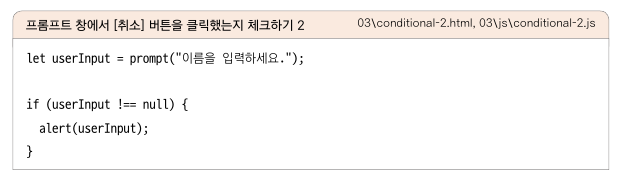 프롬프트 창에서 [취소] 버튼을 클릭했는지 체크하기 2 03\conditional-2.html, 03\js\conditional-2.js
let userInput = prompt("이름을 입력하세요.");
if (userInput !== null) {
  alert(userInput);
}